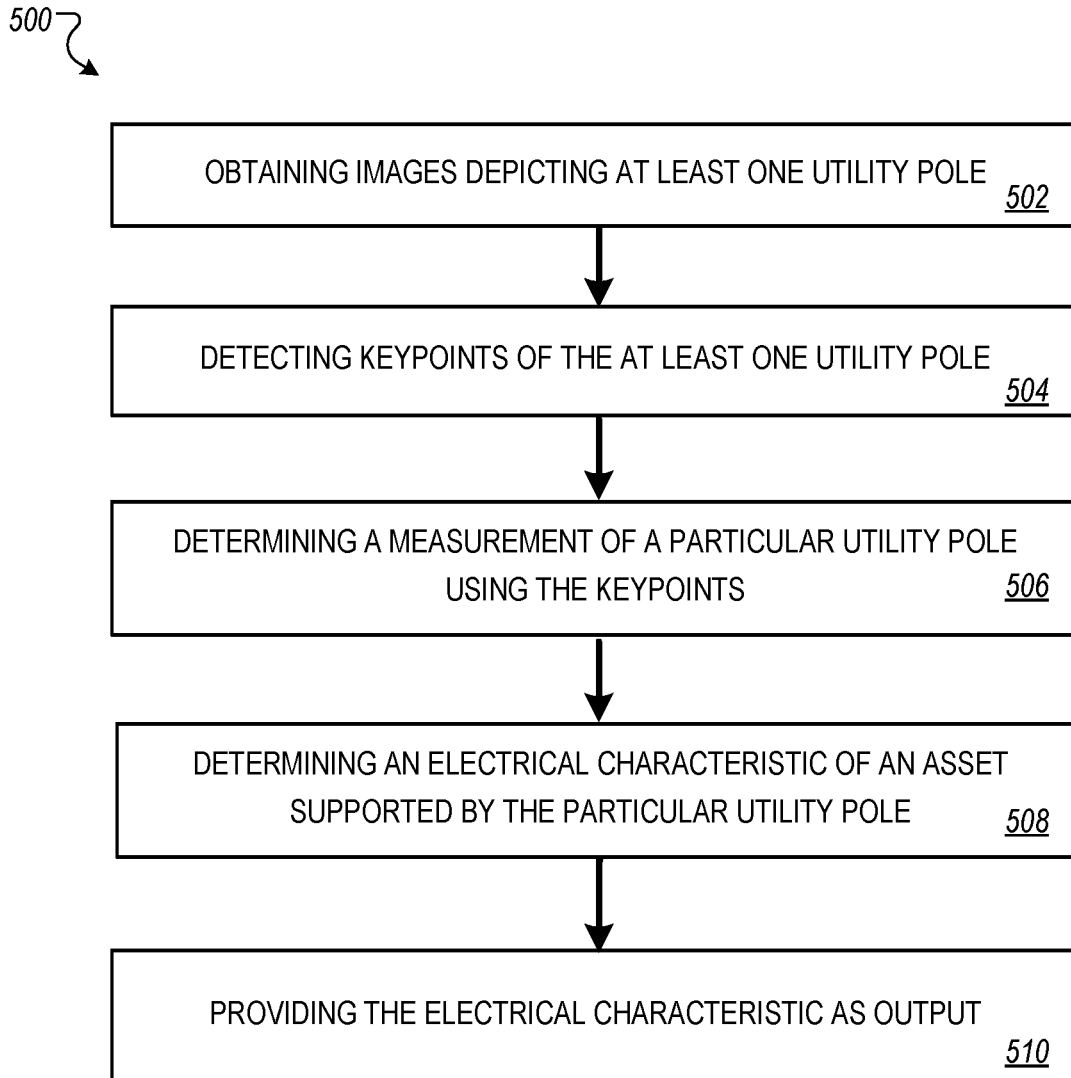 500
OBTAINING IMAGES DEPICTING AT LEAST ONE UTILITY POLE
502
DETECTING KEYPOINTS OF THE AT LEAST ONE UTILITY POLE
504
DETERMINING A MEASUREMENT OF A PARTICULAR UTILITY POLE
USING THE KEYPOINTS
506
DETERMINING AN ELECTRICAL CHARACTERISTIC OF AN ASSET
SUPPORTED BY THE PARTICULAR UTILITY POLE
508
PROVIDING THE ELECTRICAL CHARACTERISTIC AS OUTPUT
510